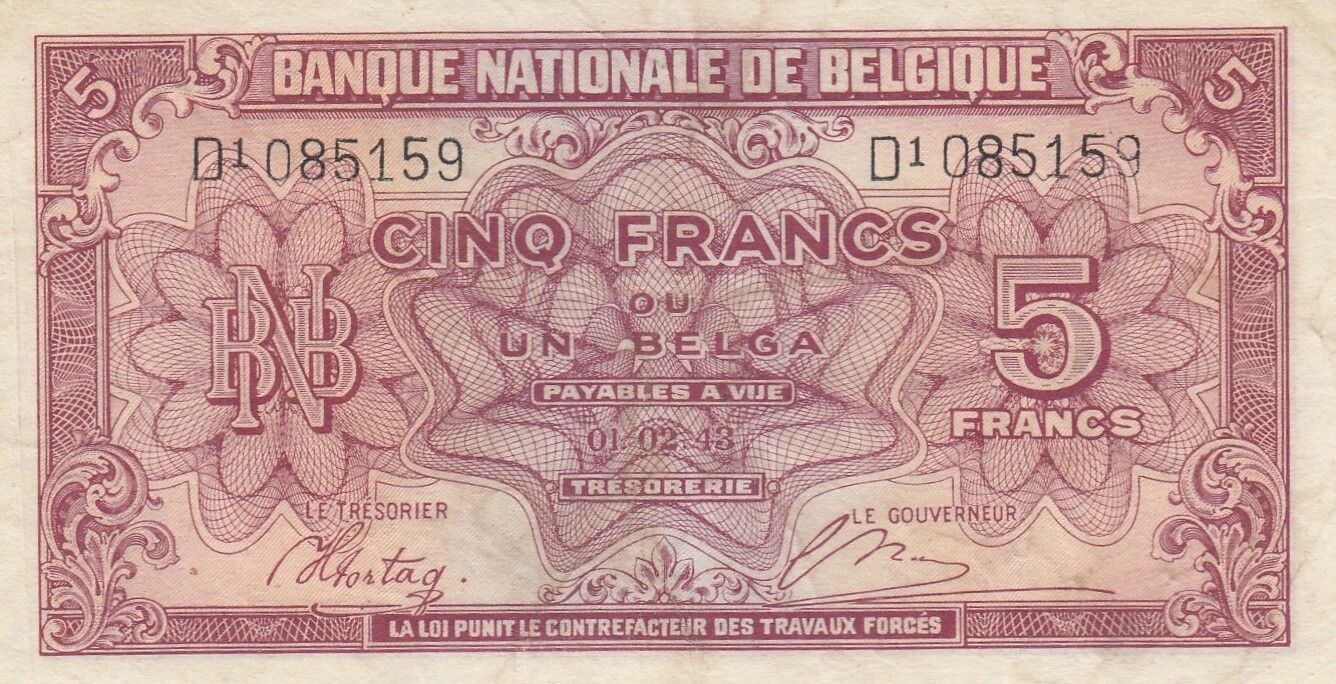 5 BANQUE NATIONALE DE BELGIQUE 5
D¹ 085159 D¹ 085159
CINQ FRANCS
OU
UN BELGA
BNB 5
PAYABLES A VUE
FRANCS
01-02-43
TRÉSORERIE
LE TRÉSORIER LE GOUVERNEUR
LA LOI PUNIT LE CONTREFACTEUR DES TRAVAUX FORCÉS